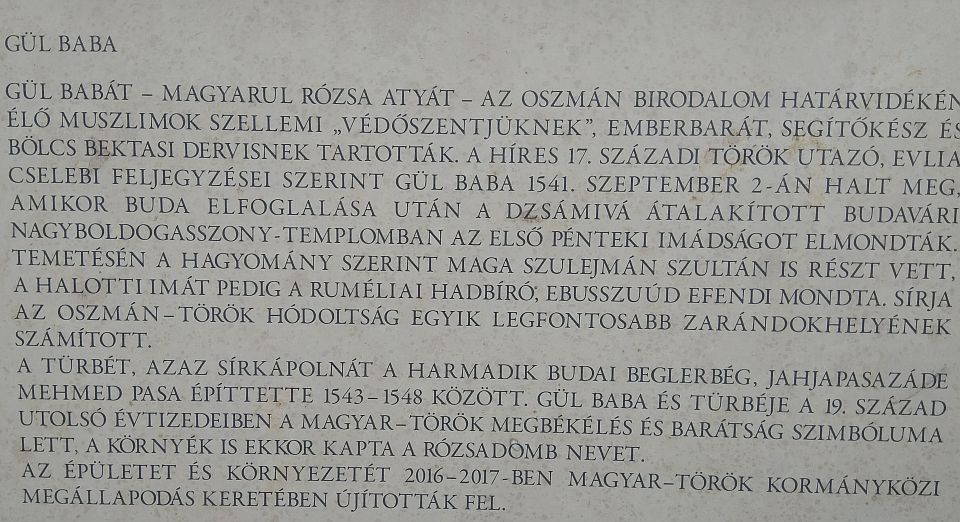 GÜL BABA
GÜL BABÁT – MAGYARUL RÓZSA ATYÁT – AZ OSZMÁN BIRODALOM HATÁRVIDÉKÉN
ÉLŐ MUSZLIMOK SZELLEMI „VÉDŐSZENTJÜKNEK”, EMBERBARÁT, SEGÍTŐKÉSZ ÉS
BÖLCS BEKTASI DERVISNEK TARTOTTÁK. A HÍRES 17. SZÁZADI TÖRÖK UTAZÓ, EVLIA
CSELEBI FELJEGYZÉSEI SZERINT GÜL BABA 1541. SZEPTEMBER 2-ÁN HALT MEG,
AMIKOR BUDA ELFOGLALÁSA UTÁN A DZSÁMIVÁ ÁTALAKÍTOTT BUDAVÁRI
NAGYBOLDOGASSZONY-TEMPLOMBAN AZ ELSŐ PÉNTEKI IMÁDSÁGOT ELMONDTÁK.
TEMETÉSÉN A HAGYOMÁNY SZERINT MAGA SZULEJMÁN SZULTÁN IS RÉSZT VETT,
A HALOTTI IMÁT PEDIG A RUMÉLIAI HADBÍRÓ, EBUSSZUÚD EFENDI MONDTA. SÍRJA
AZ OSZMÁN–TÖRÖK HÓDOLTSÁG EGYIK LEGFONTOSABB ZARÁNDOKHELYÉNEK
SZÁMÍTOTT.
A TÜRBÉT, AZAZ SÍRKÁPOLNÁT A HARMADIK BUDAI BEGLERBÉG, JAHJAPASAZÁDE
MEHMED PASA ÉPÍTTETTE 1543–1548 KÖZÖTT. GÜL BABA ÉS TÜRBÉJE A 19. SZÁZAD
UTOLSÓ ÉVTIZEDEIBEN A MAGYAR–TÖRÖK MEGBÉKÉLÉS ÉS BARÁTSÁG SZIMBÓLUMA
LETT, A KÖRNYÉK IS EKKOR KAPTA A RÓZSADOMB NEVET.
AZ ÉPÜLETET ÉS KÖRNYEZETÉT 2016–2017-BEN MAGYAR–TÖRÖK KORMÁNYKÖZI
MEGÁLLAPODÁS KERETÉBEN ÚJÍTOTTÁK FEL.